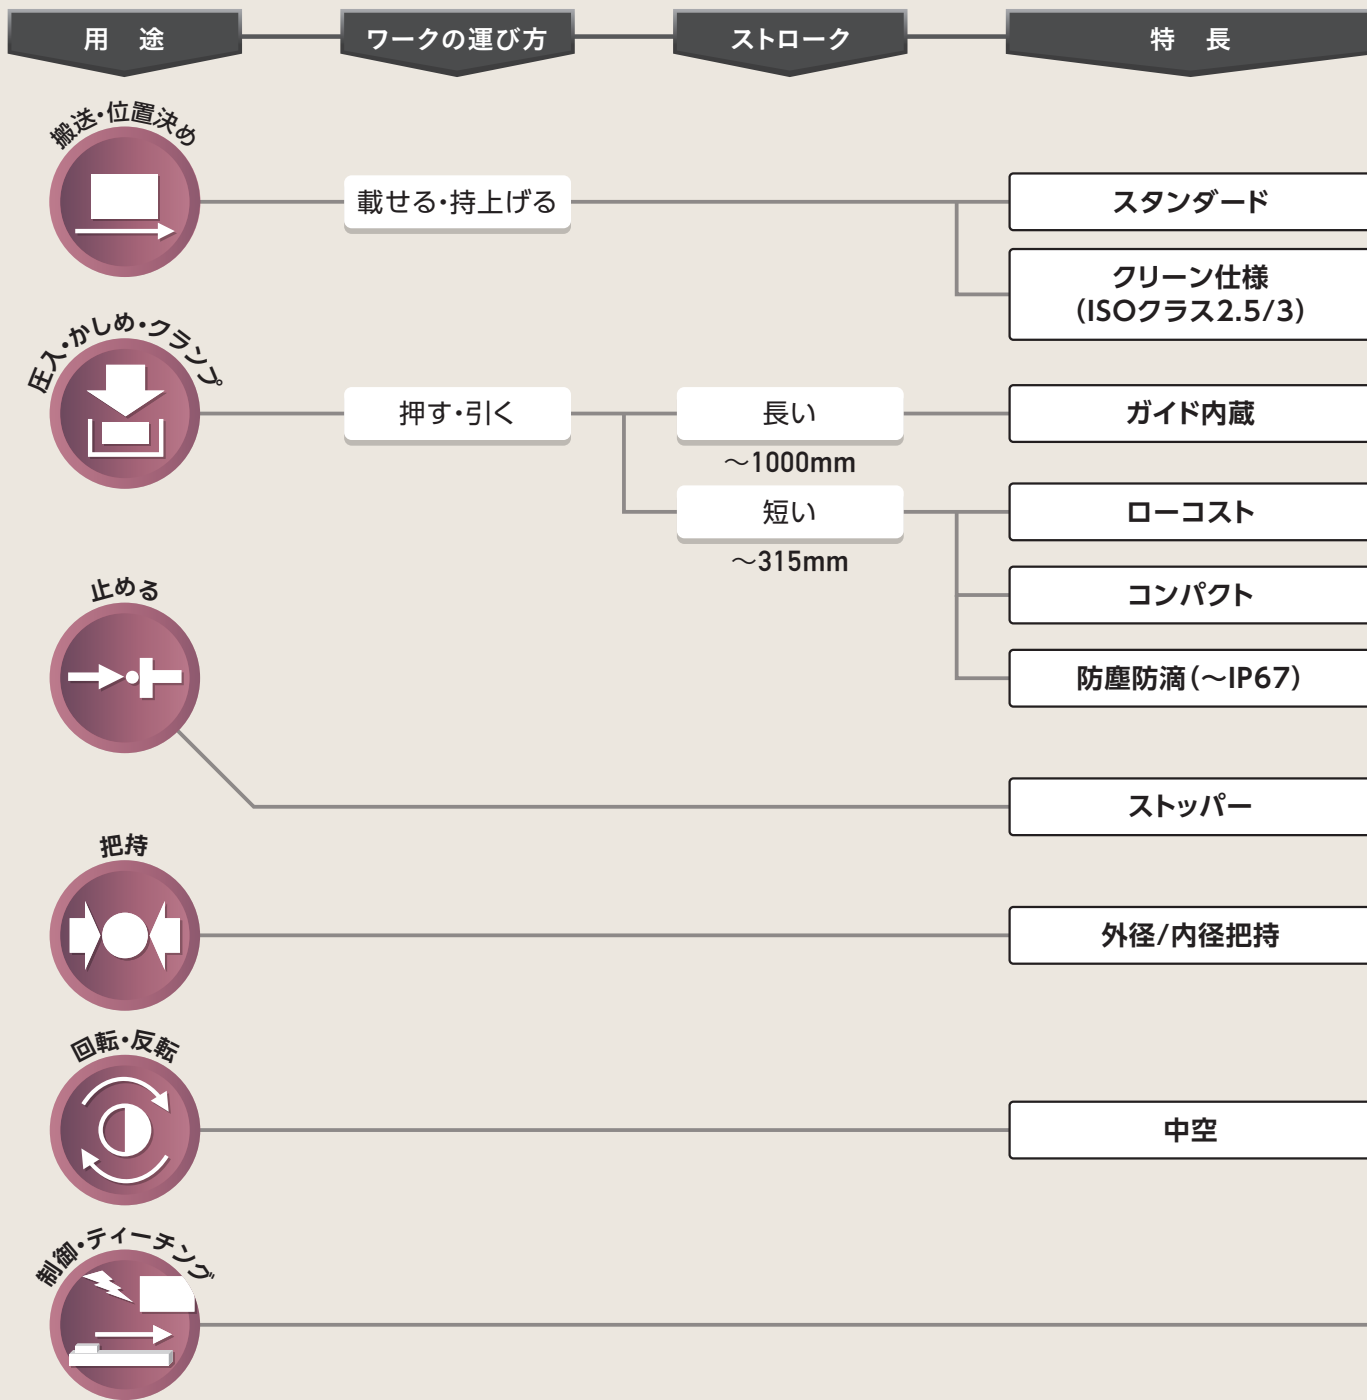 用 途
ワークの運び方
ストローク
特 長
搬送・位置決め
載せる・持上げる
スタンダード
クリーン仕様
(ISOクラス2.5/3)
圧入・かしめ・クランプ
押す・引く
長い
～1000mm
ガイド内蔵
短い
～315mm
ローコスト
コンパクト
防塵防滴(～IP67)
止める
ストッパー
把持
外径/内径把持
回転・反転
中空
制御・ティーチング